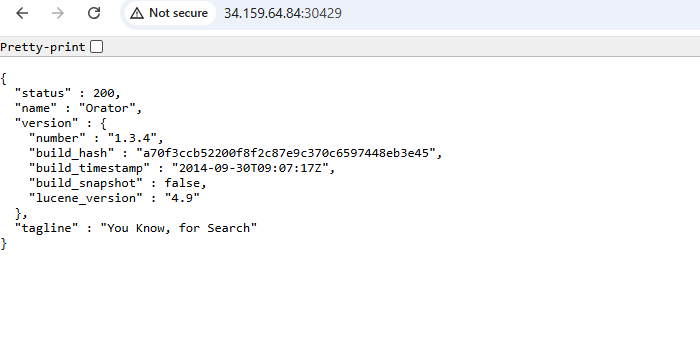 Not secure 34.159.64.84:30429
Pretty-print
{
"status" : 200,
"name" : "Orator",
"version" : {
"number" : "1.3.4",
"build_hash" : "a70f3ccb52200f8f2c87e9c370c6597448eb3e45",
"build_timestamp" : "2014-09-30T09:07:17Z",
"build_snapshot" : false,
"lucene_version" : "4.9"
},
"tagline" : "You Know, for Search"
}